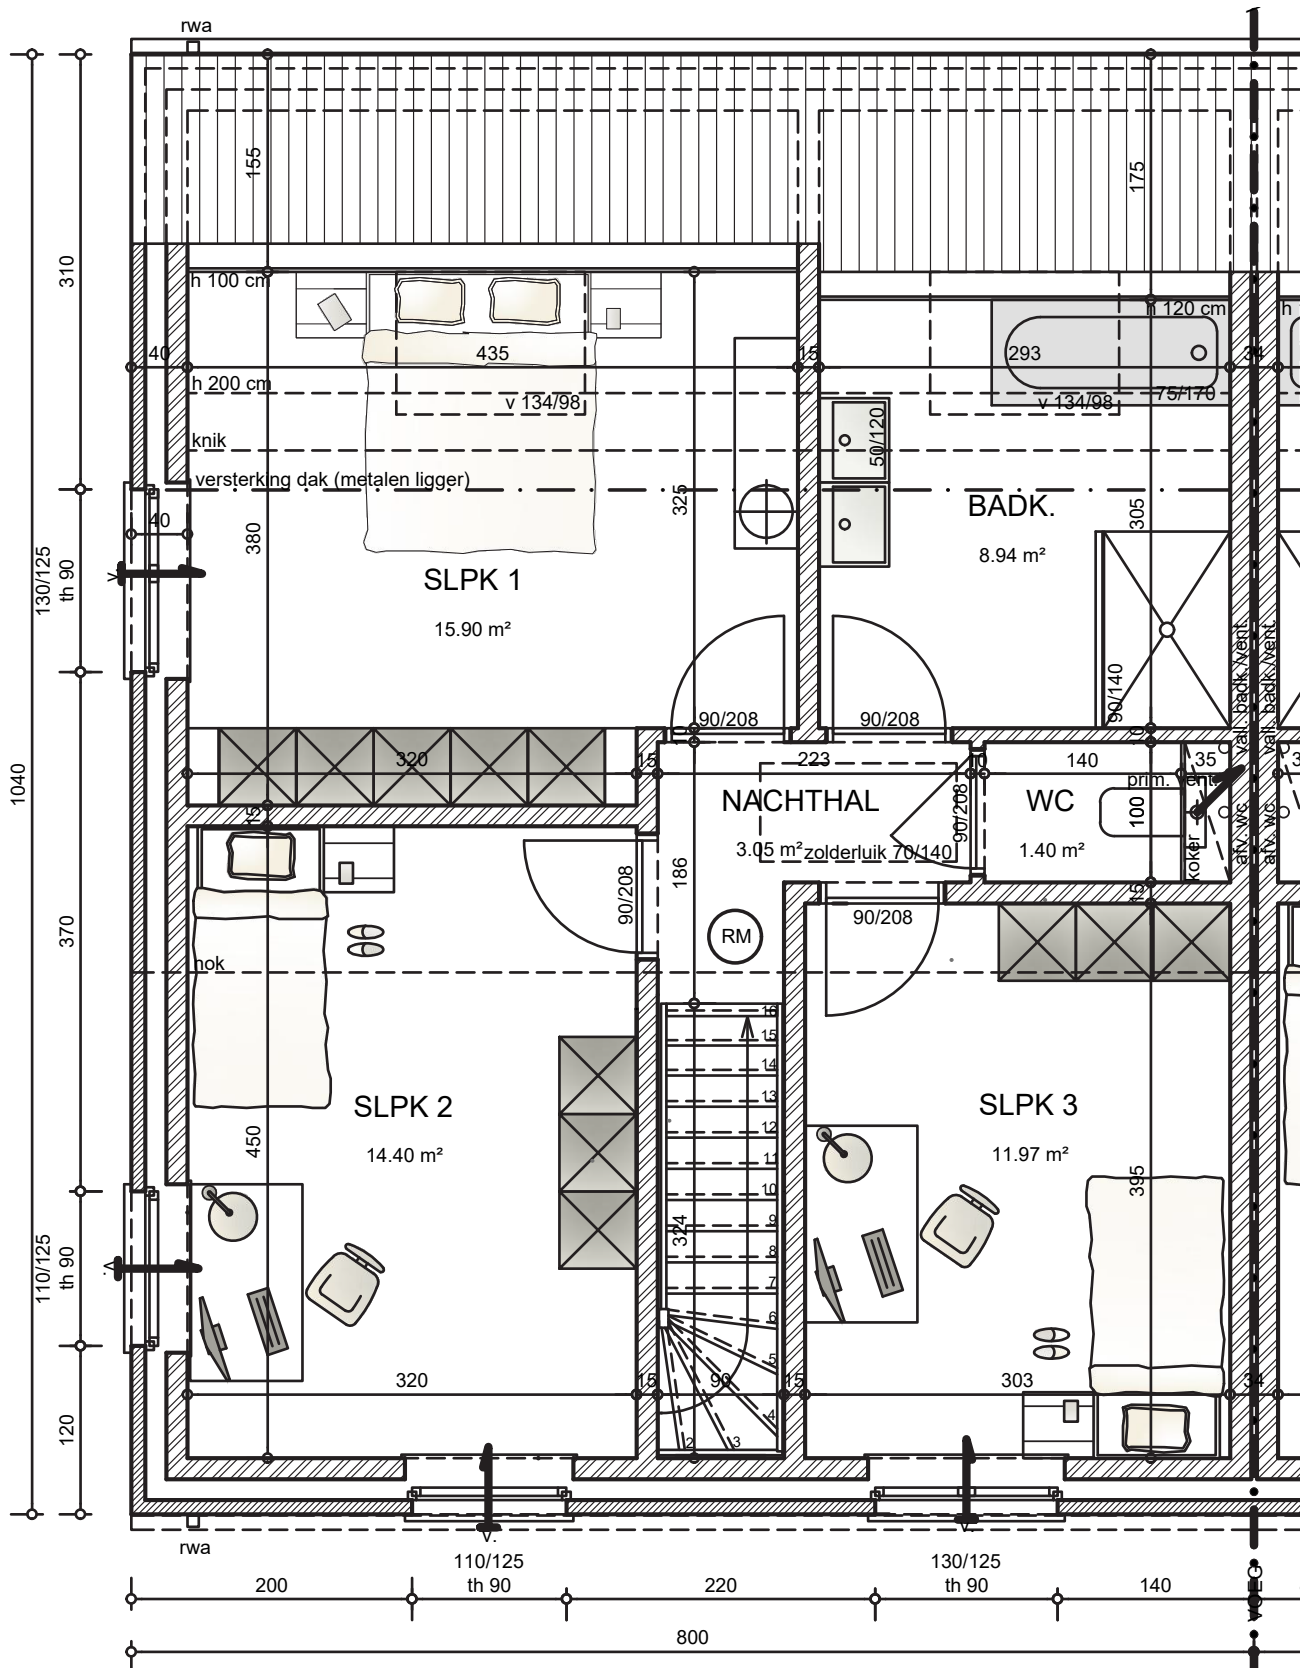 rwa
155
175
310
h 100 cm
h 120 cm
40
435
15
293
34
h 200 cm
v 134/98
v 134/98
75/170
knik
50/120
versterking dak (metalen ligger)
325
BADK.
305
40
380
8.94 m²
130/125
th 90
v.
SLPK 1
15.90 m²
vall. badk./vent.
vall. badk./vent.
90/140
90/208
90/208
10
10
320
15
223
10
140
35
prim. vent.
1040
NACHTHAL
WC
100
90/208
15
3.05 m²
zolderluik 70/140
1.40 m²
koker
afv. wc
afv. wc
186
90/208
90/208
15
370
RM
nok
16
15
14
13
12
11
10
9
8
7
6
5
4
3
2
SLPK 2
SLPK 3
14.40 m²
450
11.97 m²
395
324
110/125
th 90
v.
320
15
90
15
303
34
120
rwa
v.
v.
110/125
th 90
130/125
th 90
200
220
140
VOEG
800